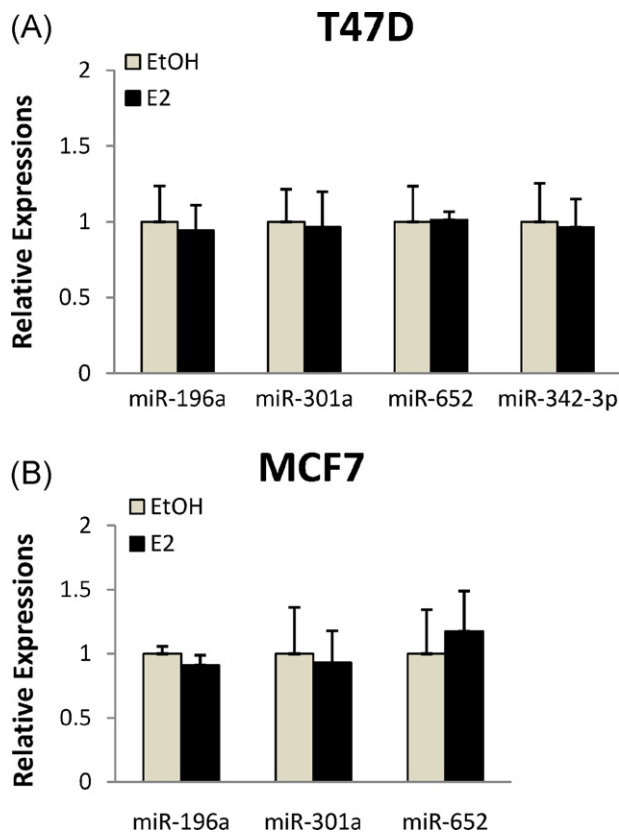 (A) T47D
EtOH
E2
Relative Expressions
2
1.5
1
0.5
0
miR-196a miR-301a miR-652 miR-342-3p
(B) MCF7
EtOH
E2
Relative Expressions
2
1.5
1
0.5
0
miR-196a miR-301a miR-652